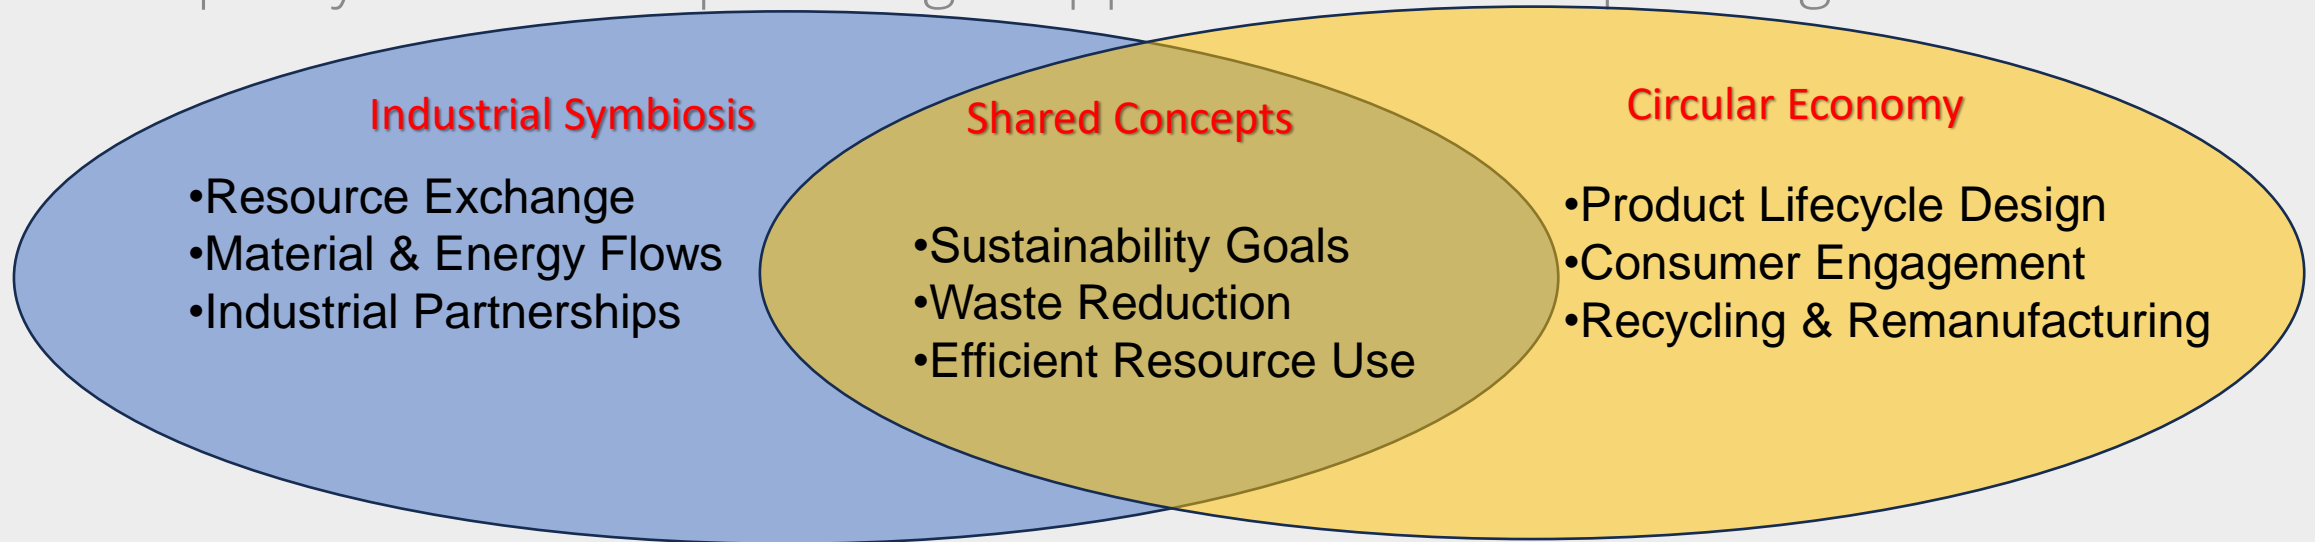 Industrial Symbiosis
•Resource Exchange
•Material & Energy Flows
•Industrial Partnerships
Shared Concepts
•Sustainability Goals
•Waste Reduction
•Efficient Resource Use
Circular Economy
•Product Lifecycle Design
•Consumer Engagement
•Recycling & Remanufacturing